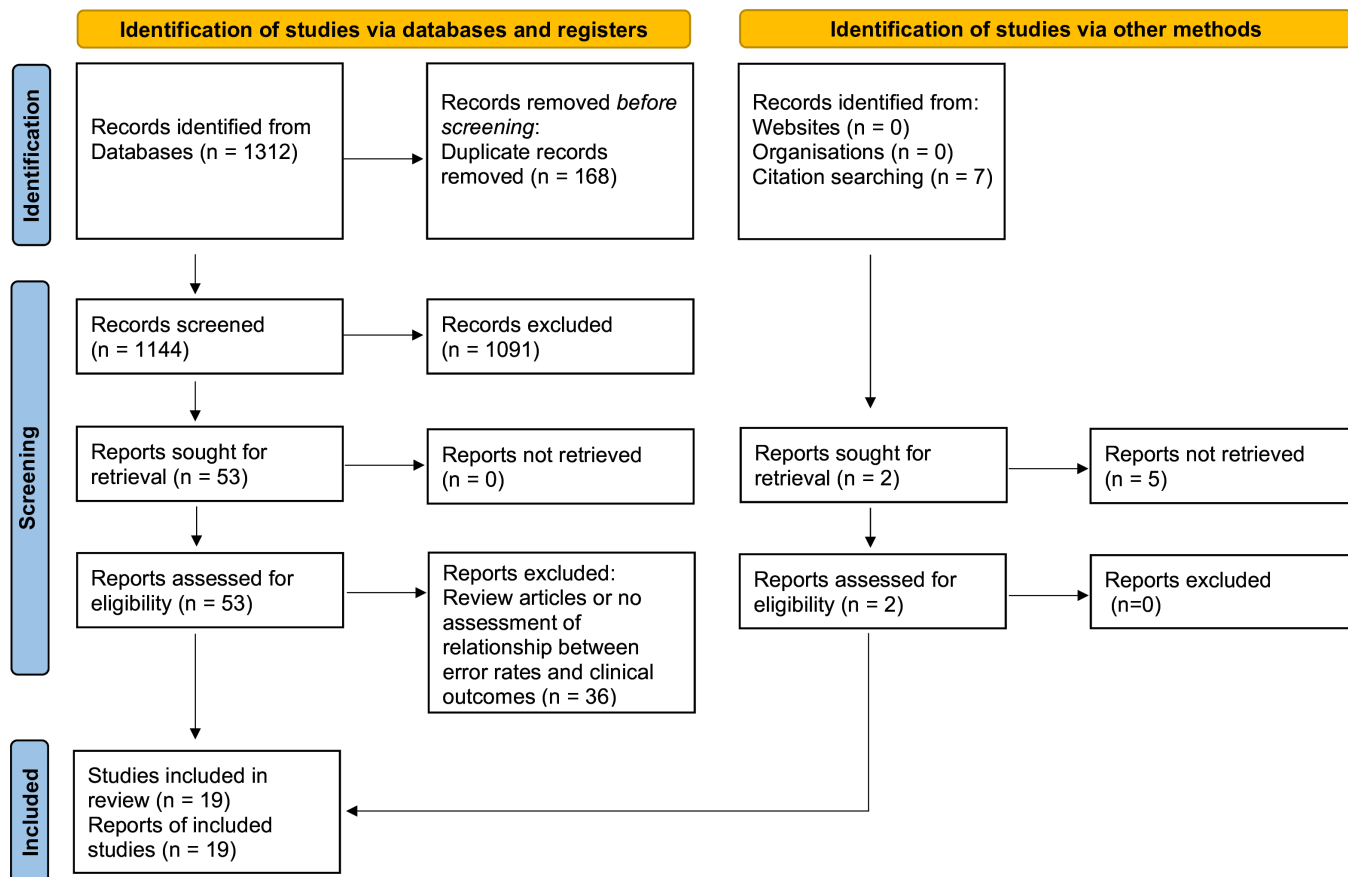 Identification of studies via databases and registers
Identification of studies via other methods
Identification
Records identified from
Databases (n = 1312)
Records removed before
screening:
Duplicate records
removed (n = 168)
Records identified from:
Websites (n = 0)
Organisations (n = 0)
Citation searching (n = 7)
Screening
Records screened
(n = 1144)
Records excluded
(n = 1091)
Reports sought for
retrieval (n = 53)
Reports not retrieved
(n = 0)
Reports sought for
retrieval (n = 2)
Reports not retrieved
(n = 5)
Reports assessed for
eligibility (n = 53)
Reports excluded:
Review articles or no
assessment of
relationship between
error rates and clinical
outcomes (n = 36)
Reports assessed for
eligibility (n = 2)
Reports excluded
(n=0)
Included
Studies included in
review (n = 19)
Reports of included
studies (n = 19)